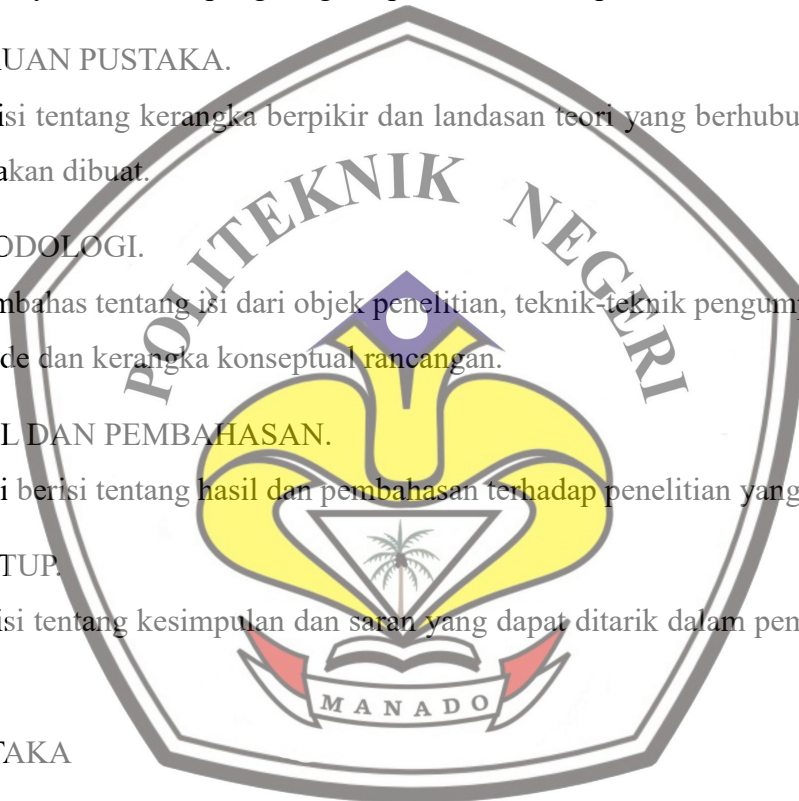 UAN PUSTAKA.
isi tentang kerangka berpikir dan landasan teori yang berhubu
akan dibuat.
ODOLOGI.
mbahas tentang isi dari objek penelitian, teknik-teknik pengump
de dan kerangka konseptual rancangan.
L DAN PEMBAHASAN.
i berisi tentang hasil dan pembahasan terhadap penelitian yang
TUP.
isi tentang kesimpulan dan saran yang dapat ditarik dalam pem
TAKA
POLITEKNIK NEGERI
MANADO